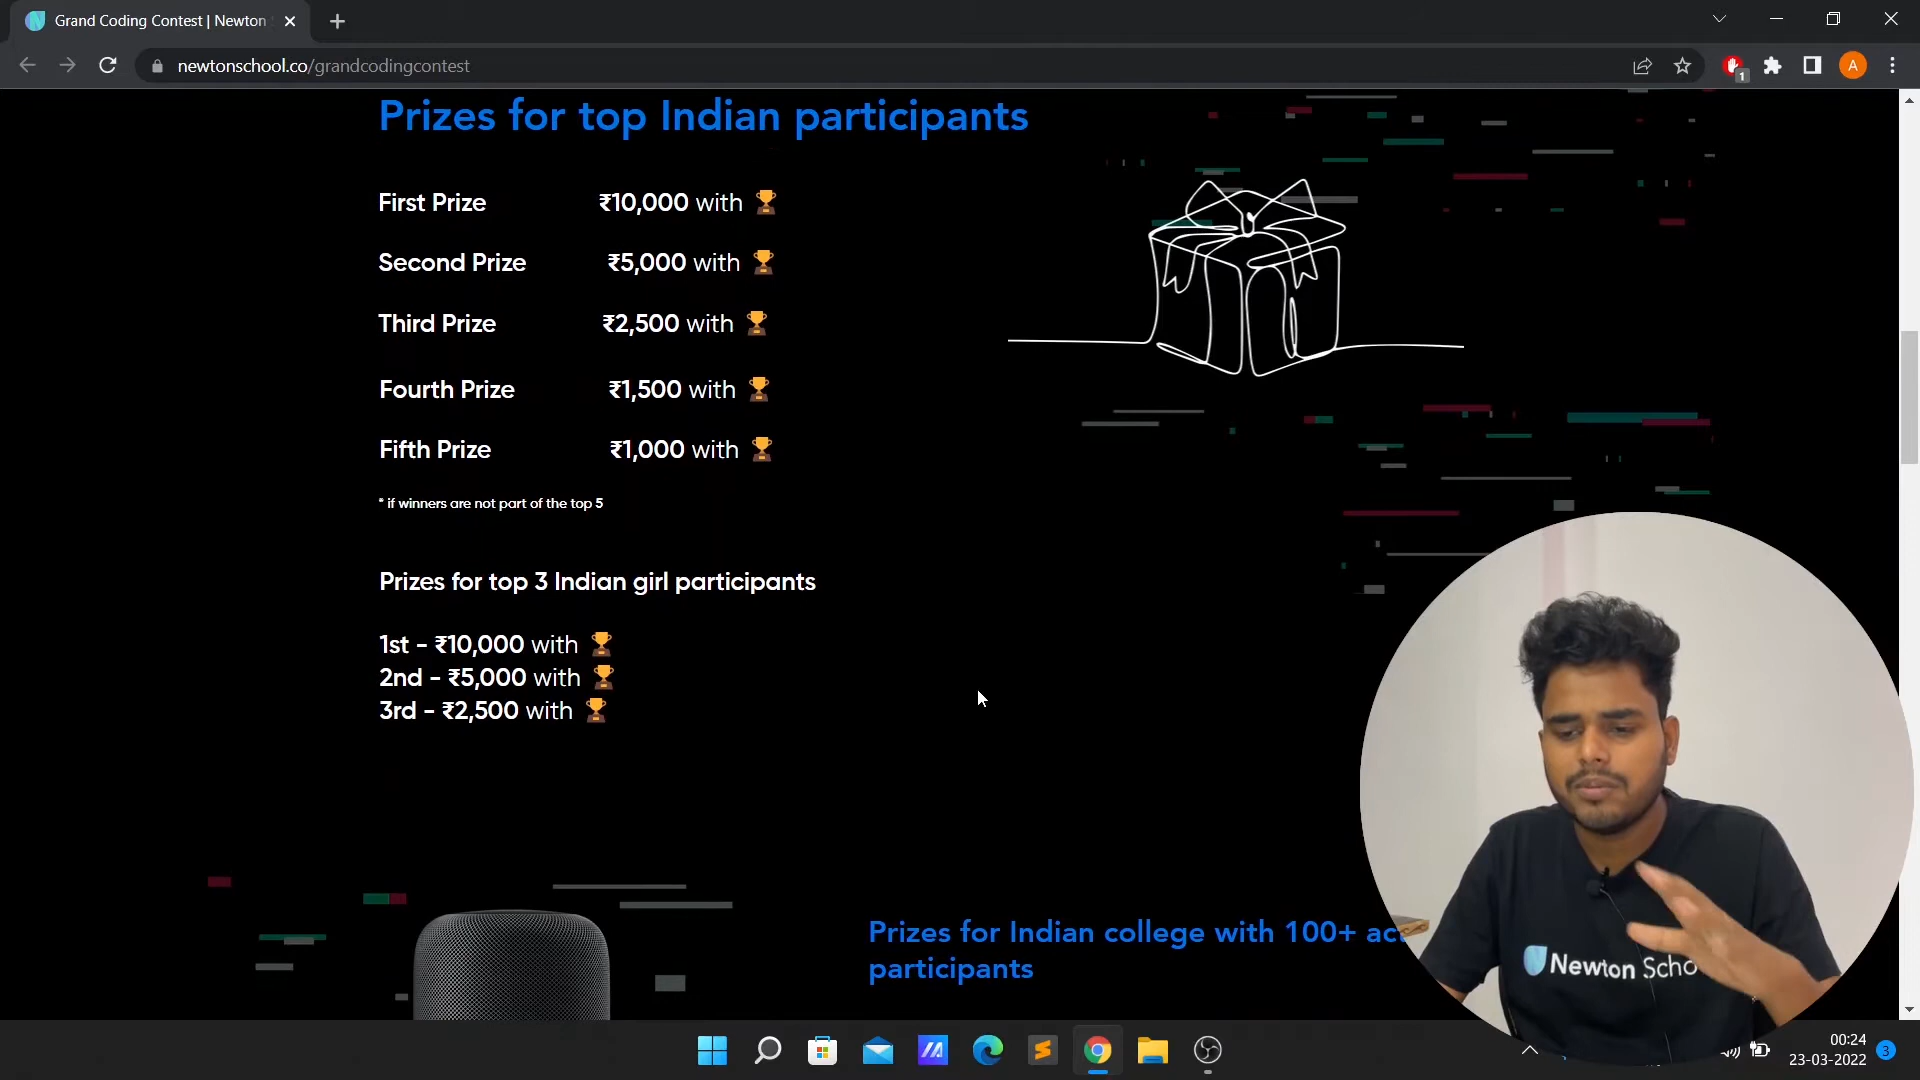 Grand Coding Contest | Newton
newtonschool.co/grandcodingcontest
A
1
Prizes for top Indian participants
First Prize ₹10,000 with 🏆
Second Prize ₹5,000 with 🏆
Third Prize ₹2,500 with 🏆
Fourth Prize ₹1,500 with 🏆
Fifth Prize ₹1,000 with 🏆
* if winners are not part of the top 5
Prizes for top 3 Indian girl participants
1st - ₹10,000 with 🏆
2nd - ₹5,000 with 🏆
3rd - ₹2,500 with 🏆
Prizes for Indian college with 100+
participants
Newton Scho
00:24
23-03-2022
3